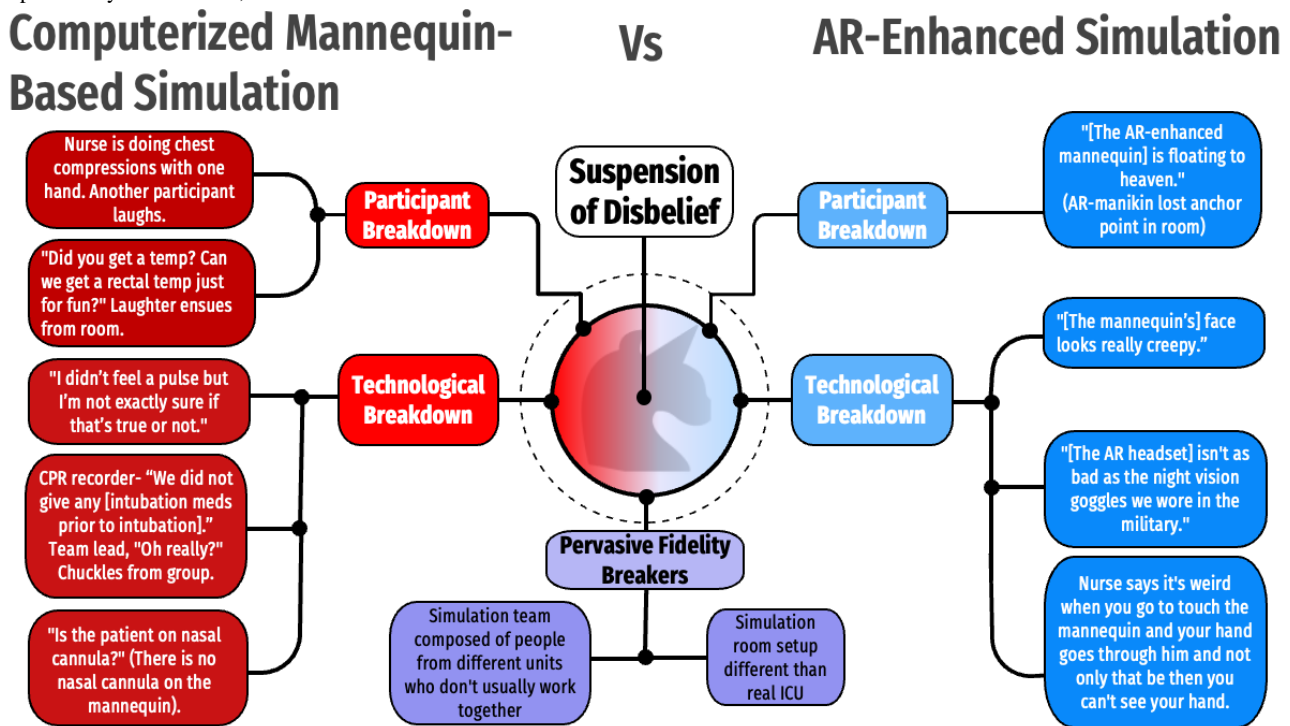 Computerized Mannequin-
Based Simulation
Vs
AR-Enhanced Simulation
Nurse is doing chest
compressions with one
hand. Another participant
laughs.
"Did you get a temp? Can
we get a rectal temp just
for fun?" Laughter ensues
from room.
"I didn't feel a pulse but
I'm not exactly sure if
that's true or not."
CPR recorder- “We did not
give any [intubation meds
prior to intubation].”
Team lead, "Oh really?"
Chuckles from group.
"Is the patient on nasal
cannula?" (There is no
nasal cannula on the
mannequin).
Participant
Breakdown
Technological
Breakdown
Suspension
of Disbelief
Pervasive Fidelity
Breakers
Simulation team
composed of people
from different units
who don't usually work
together
Simulation
room setup
different than
real ICU
Participant
Breakdown
Technological
Breakdown
"[The AR-enhanced
mannequin] is floating to
heaven."
(AR-manikin lost anchor
point in room)
"[The mannequin's] face
looks really creepy.”
"[The AR headset] isn't as
bad as the night vision
goggles we wore in the
military."
Nurse says it's weird
when you go to touch the
mannequin and your hand
goes through him and not
only that be then you
can't see your hand.